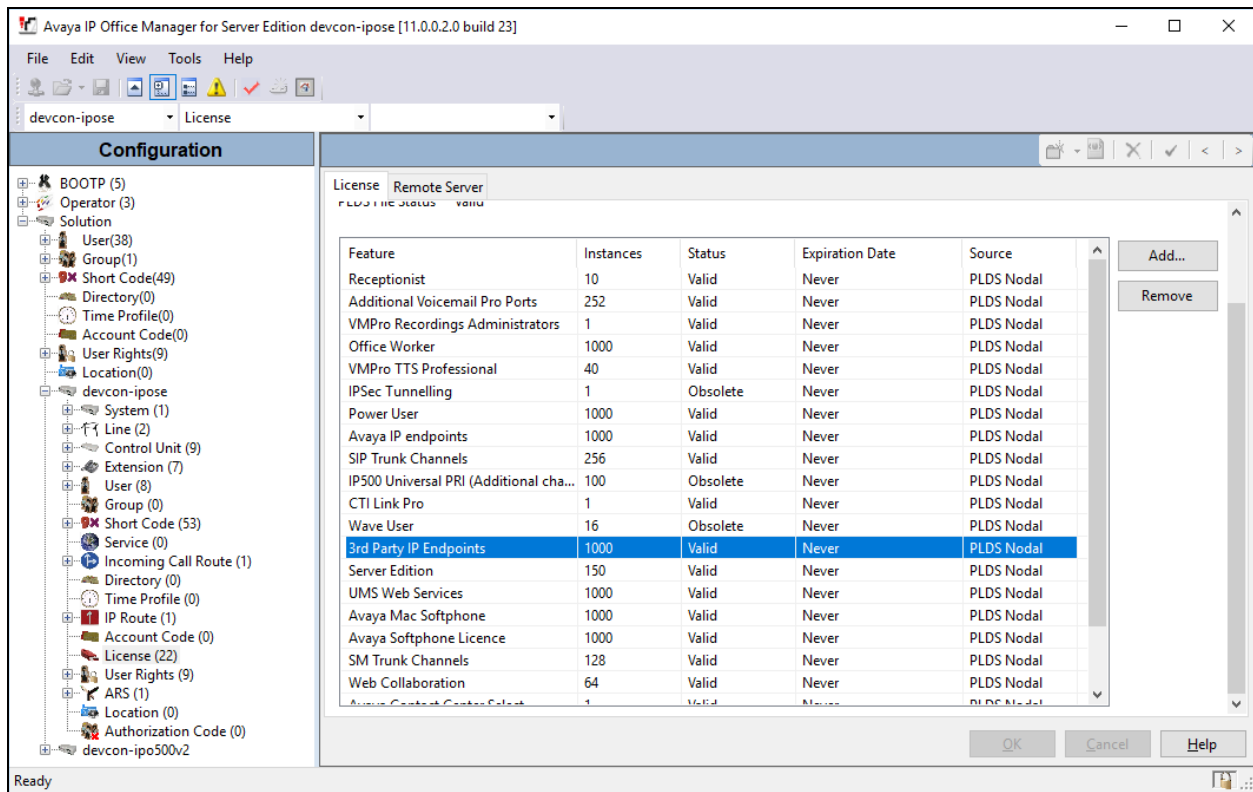 Avaya IP Office Manager for Server Edition devcon-ipose [11.0.0.2.0 build 23]
File Edit View Tools Help
devcon-ipose License
Configuration
BOOTP (5)
Operator (3)
Solution
User(38)
Group(1)
Short Code(49)
Directory(0)
Time Profile(0)
Account Code(0)
User Rights(9)
Location(0)
devcon-ipose
System (1)
Line (2)
Control Unit (9)
Extension (7)
User (8)
Group (0)
Short Code (53)
Service (0)
Incoming Call Route (1)
Directory (0)
Time Profile (0)
IP Route (1)
Account Code (0)
License (22)
User Rights (9)
ARS (1)
Location (0)
Authorization Code (0)
devcon-ipo500v2
License Remote Server
PLDS File Status Valid
Feature Instances Status Expiration Date Source
Receptionist 10 Valid Never PLDS Nodal
Additional Voicemail Pro Ports 252 Valid Never PLDS Nodal
VMPro Recordings Administrators 1 Valid Never PLDS Nodal
Office Worker 1000 Valid Never PLDS Nodal
VMPro TTS Professional 40 Valid Never PLDS Nodal
IPSec Tunnelling 1 Obsolete Never PLDS Nodal
Power User 1000 Valid Never PLDS Nodal
Avaya IP endpoints 1000 Valid Never PLDS Nodal
SIP Trunk Channels 256 Valid Never PLDS Nodal
IP500 Universal PRI (Additional cha... 100 Obsolete Never PLDS Nodal
CTI Link Pro 1 Valid Never PLDS Nodal
Wave User 16 Obsolete Never PLDS Nodal
3rd Party IP Endpoints 1000 Valid Never PLDS Nodal
Server Edition 150 Valid Never PLDS Nodal
UMS Web Services 1000 Valid Never PLDS Nodal
Avaya Mac Softphone 1000 Valid Never PLDS Nodal
Avaya Softphone Licence 1000 Valid Never PLDS Nodal
SM Trunk Channels 128 Valid Never PLDS Nodal
Web Collaboration 64 Valid Never PLDS Nodal
Avaya Contact Center Select 1 Valid Never PLDS Nodal
Add...
Remove
OK Cancel Help
Ready